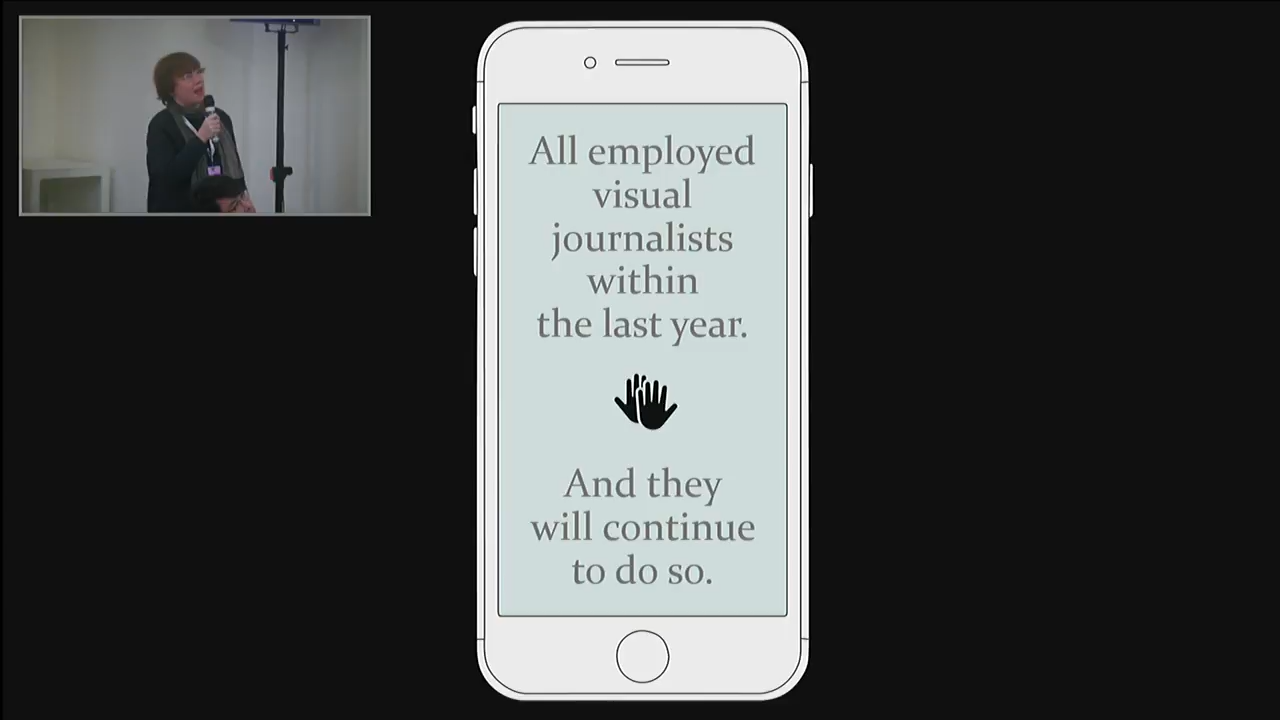 All employed
visual
journalists
within
the last year.
And they
will continue
to do so.